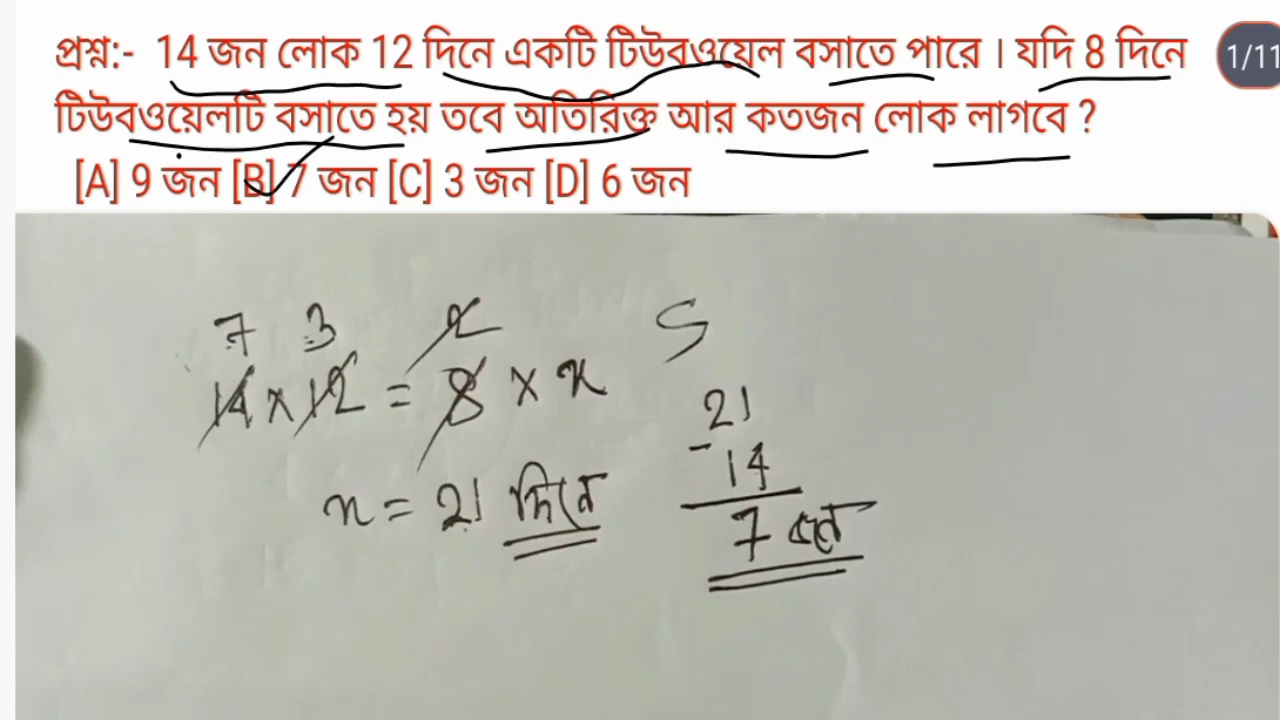 প্রশ্ন:- 14 জন লোক 12 দিনে একটি টিউবওয়েল বসাতে পারে । যদি 8 দিনে
1/11
টিউবওয়েলটি বসাতে হয় তবে অতিরিক্ত আর কতজন লোক লাগবে ?
[A] 9 জন [B] 7 জন [C] 3 জন [D] 6 জন
7 3 2
14 x 12 = 8 x x
21
- 14
x = 21 দিনে
7 জন